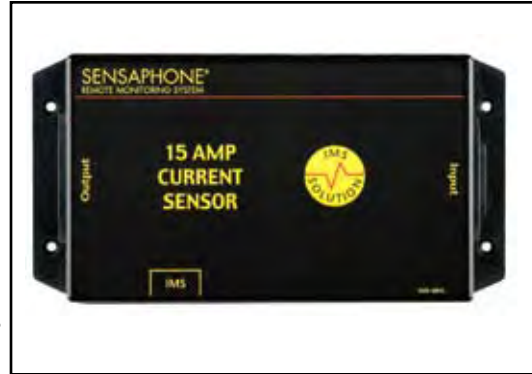 SENSAPHONE®
REMOTE MONITORING SYSTEM
Output
15 AMP
CURRENT
SENSOR
IMS
SOLUTION
Input
IMS